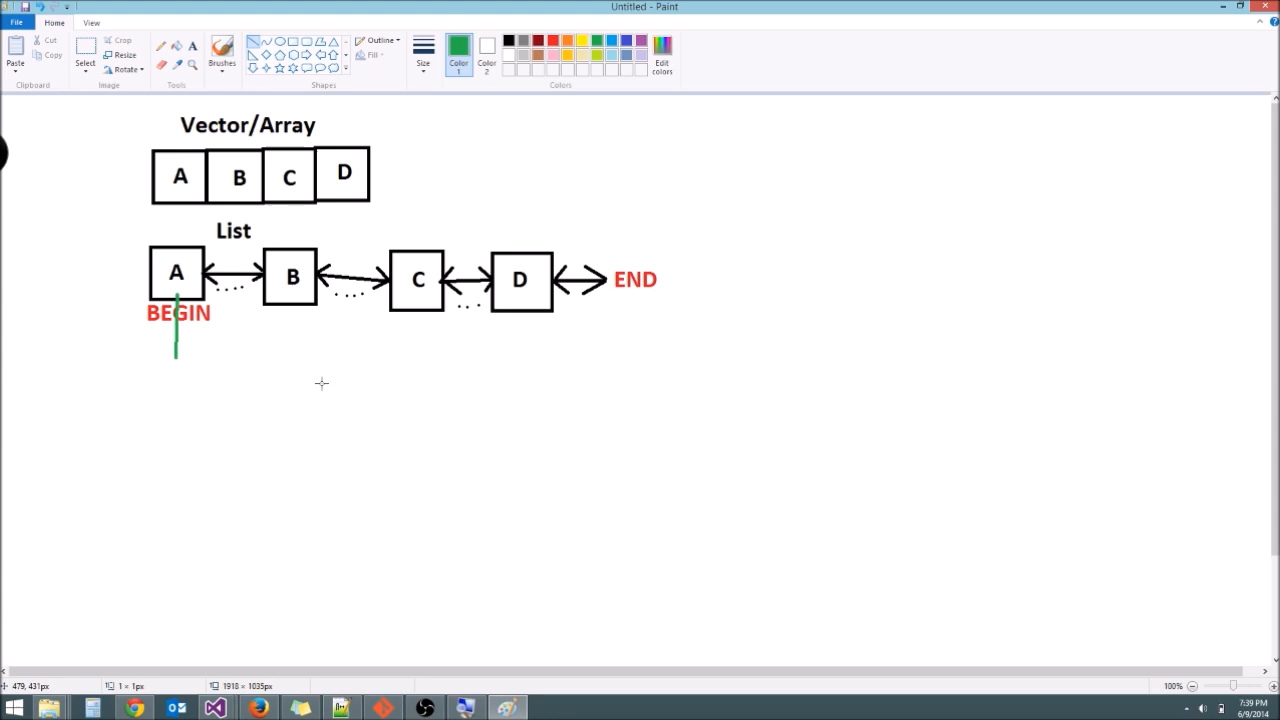 Untitled - Paint
File Home View
Paste
Cut
Copy
Clipboard
Select
Crop
Resize
Rotate
Image
A
Tools
Brushes
Outline
Fill
Shapes
Size
Color 1
Color 2
Edit colors
Colors
Vector/Array
A B C D
List
A B C D END
BEGIN
479, 431px 1 × 1px 1918 × 1035px 100%
7:39 PM
6/9/2014